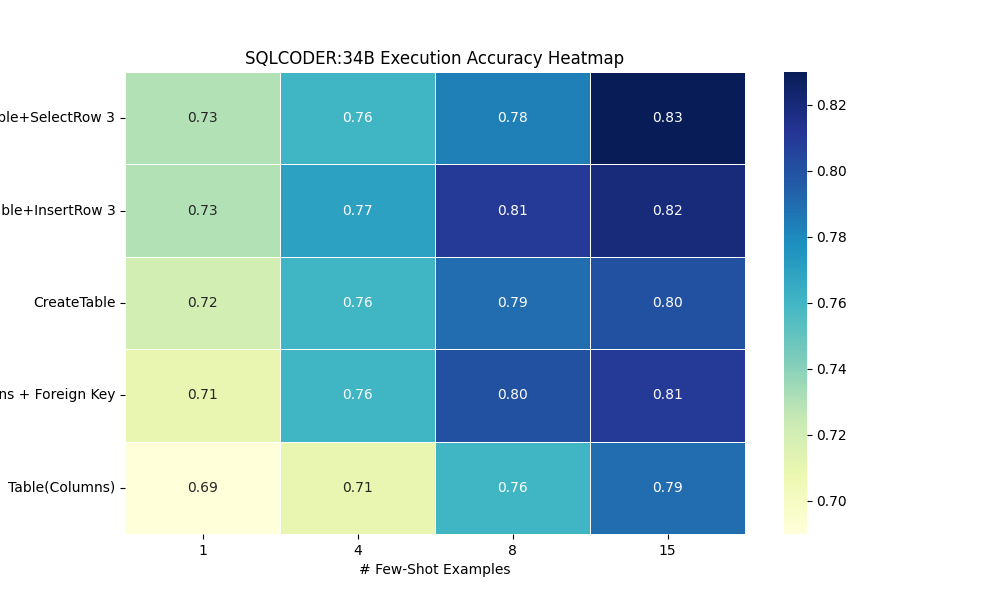 SQLCODER:34B Execution Accuracy Heatmap
ble+SelectRow 3
0.73 0.76 0.78 0.83
ble+InsertRow 3
0.73 0.77 0.81 0.82
CreateTable
0.72 0.76 0.79 0.80
ns + Foreign Key
0.71 0.76 0.80 0.81
Table(Columns)
0.69 0.71 0.76 0.79
1 4 8 15
# Few-Shot Examples
0.82
0.80
0.78
0.76
0.74
0.72
0.70